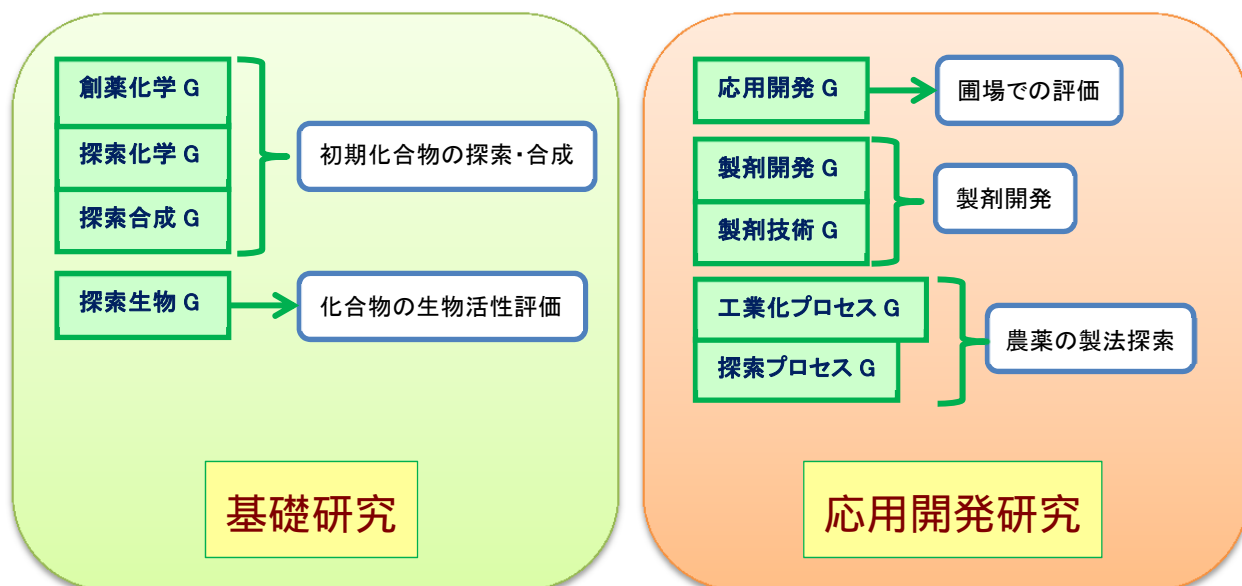 創薬化学 G
探索化学 G
探索合成 G
初期化合物の探索・合成
探索生物 G
化合物の生物活性評価
基礎研究
応用開発 G
圃場での評価
製剤開発 G
製剤技術 G
製剤開発
工業化プロセス G
探索プロセス G
農薬の製法探索
応用開発研究